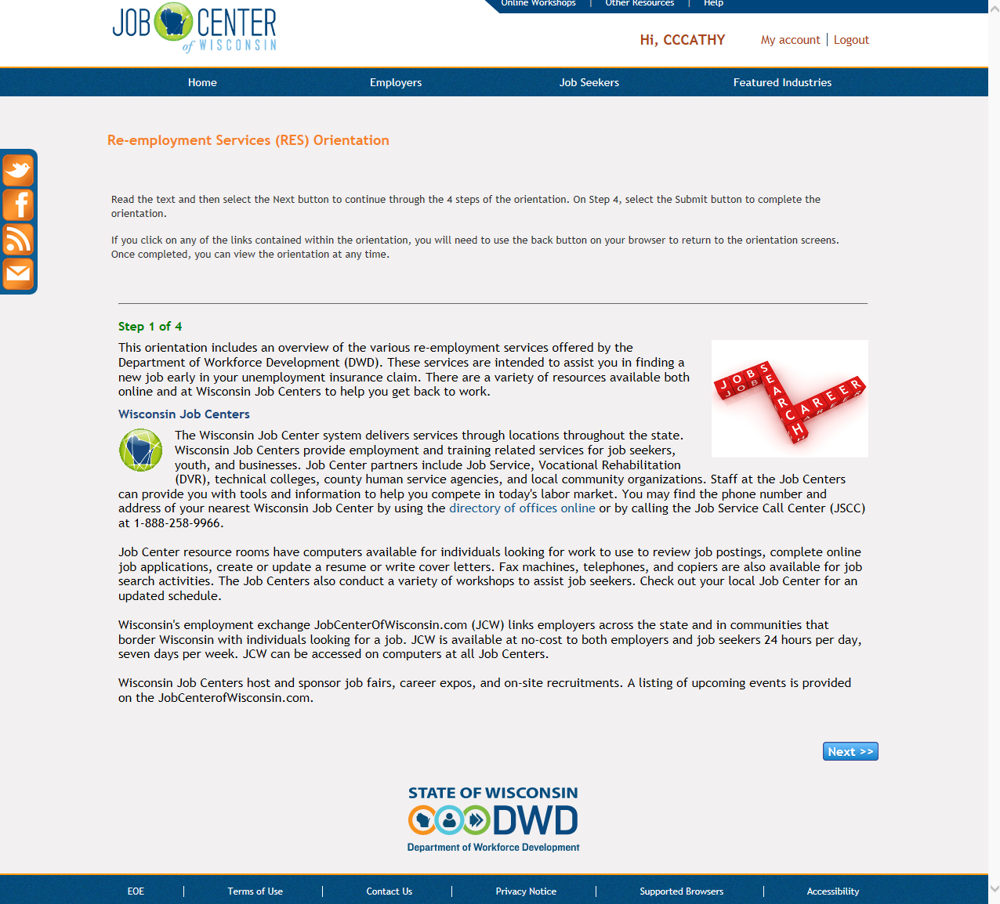 Online Workshops | Other Resources | Help
JOB CENTER
of WISCONSIN
Hi, CCCATHY
My account | Logout
Home Employers Job Seekers Featured Industries
Re-employment Services (RES) Orientation
Read the text and then select the Next button to continue through the 4 steps of the orientation. On Step 4, select the Submit button to complete the
orientation.
If you click on any of the links contained within the orientation, you will need to use the back button on your browser to return to the orientation screens.
Once completed, you can view the orientation at any time.
Step 1 of 4
This orientation includes an overview of the various re-employment services offered by the
Department of Workforce Development (DWD). These services are intended to assist you in finding a
new job early in your unemployment insurance claim. There are a variety of resources available both
online and at Wisconsin Job Centers to help you get back to work.
JOBS
SEARCH
CAREER
Wisconsin Job Centers
The Wisconsin Job Center system delivers services through locations throughout the state.
Wisconsin Job Centers provide employment and training related services for job seekers,
youth, and businesses. Job Center partners include Job Service, Vocational Rehabilitation
(DVR), technical colleges, county human service agencies, and local community organizations. Staff at the Job Centers
can provide you with tools and information to help you compete in today's labor market. You may find the phone number and
address of your nearest Wisconsin Job Center by using the directory of offices online or by calling the Job Service Call Center (JSCC)
at 1-888-258-9966.
Job Center resource rooms have computers available for individuals looking for work to use to review job postings, complete online
job applications, create or update a resume or write cover letters. Fax machines, telephones, and copiers are also available for job
search activities. The Job Centers also conduct a variety of workshops to assist job seekers. Check out your local Job Center for an
updated schedule.
Wisconsin's employment exchange JobCenterOfWisconsin.com (JCW) links employers across the state and in communities that
border Wisconsin with individuals looking for a job. JCW is available at no-cost to both employers and job seekers 24 hours per day,
seven days per week. JCW can be accessed on computers at all Job Centers.
Wisconsin Job Centers host and sponsor job fairs, career expos, and on-site recruitments. A listing of upcoming events is provided
on the JobCenterofWisconsin.com.
Next >>
STATE OF WISCONSIN
DWD
Department of Workforce Development
EOE | Terms of Use | Contact Us | Privacy Notice | Supported Browsers | Accessibility